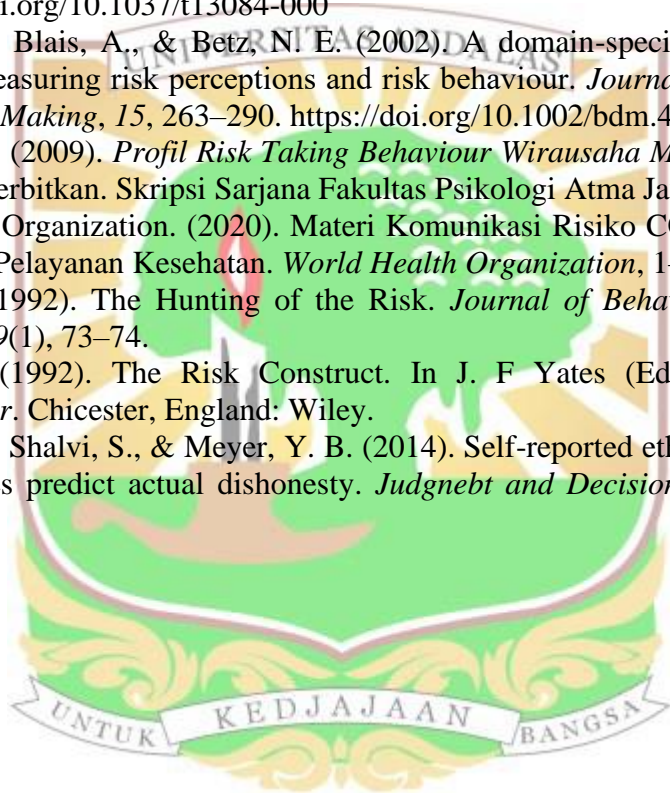 i.org/10.1037/t13084-000
Blais, A., & Betz, N. E. (2002). A domain-speci
easuring risk perceptions and risk behaviour. Journa
Making, 15, 263–290. https://doi.org/10.1002/bdm.4
(2009). Profil Risk Taking Behaviour Wirausaha M
erbitkan. Skripsi Sarjana Fakultas Psikologi Atma Ja
Organization. (2020). Materi Komunikasi Risiko CO
Pelayanan Kesehatan. World Health Organization, 1-
1992). The Hunting of the Risk. Journal of Beha
9(1), 73–74.
(1992). The Risk Construct. In J. F Yates (Ed
r. Chicester, England: Wiley.
Shalvi, S., & Meyer, Y. B. (2014). Self-reported eth
s predict actual dishonesty. Judgnebt and Decision
UNIVERSITAS ANDALAS
UNTUK KEDJAJAAN BANGSA